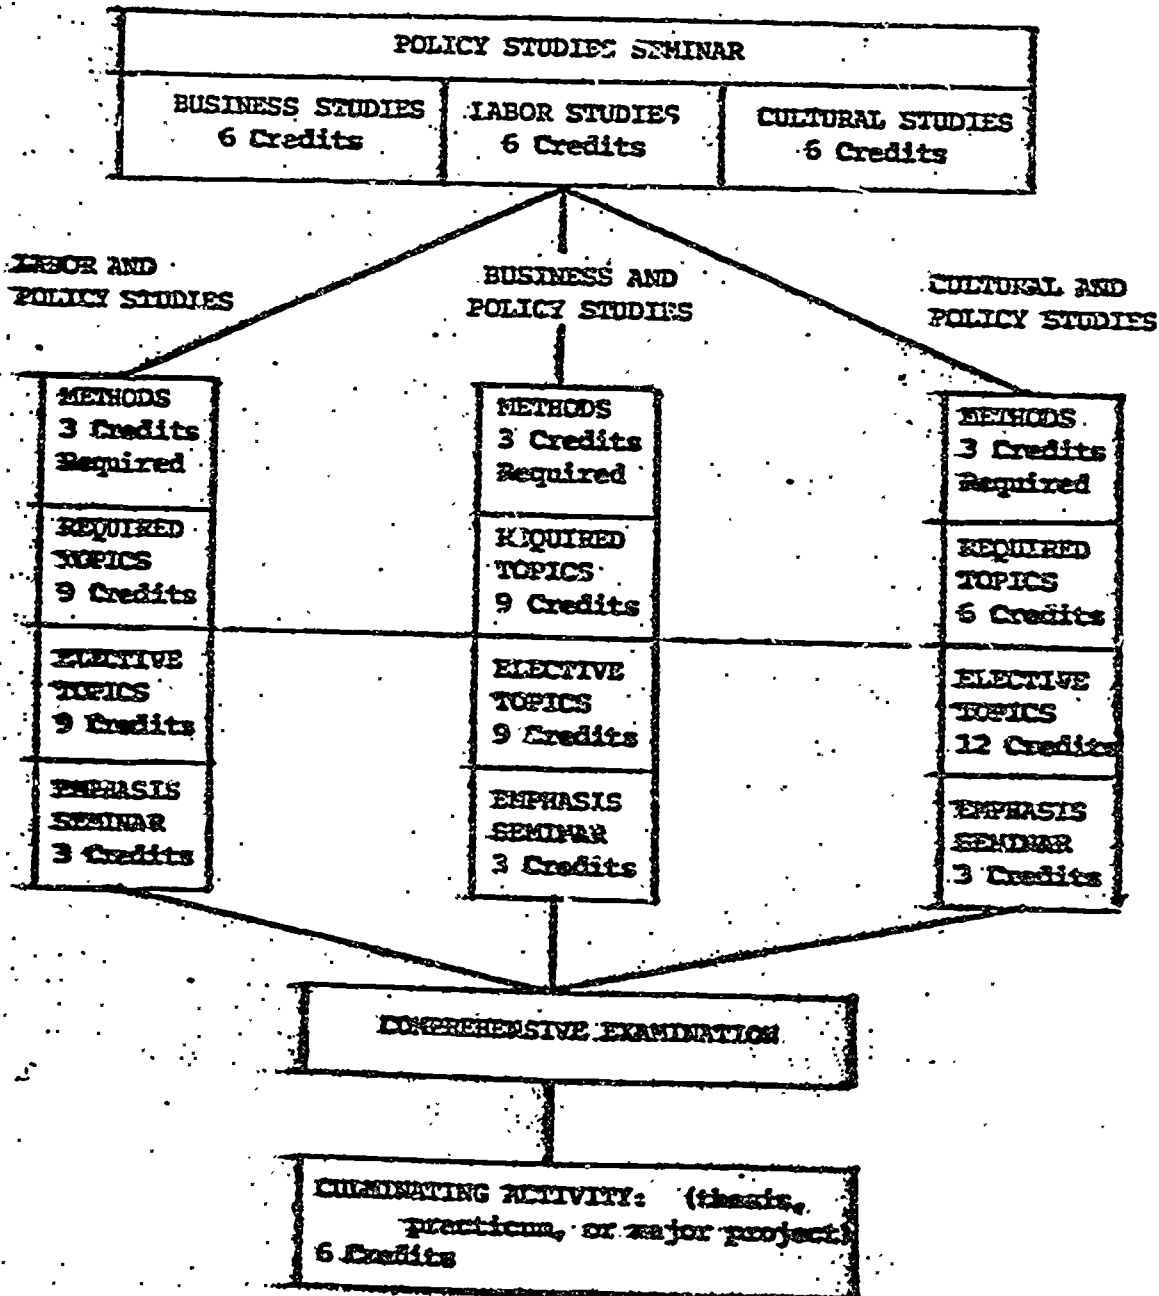 POLICY STUDIES SEMINAR
BUSINESS STUDIES
6 Credits
LABOR STUDIES
6 Credits
CULTURAL STUDIES
6 Credits
LABOR AND
POLICY STUDIES
BUSINESS AND
POLICY STUDIES
CULTURAL AND
POLICY STUDIES
METHODS
3 Credits
Required
REQUIRED
TOPICS
9 Credits
ELECTIVE
TOPICS
9 Credits
EMPHASIS
SEMINAR
3 Credits
METHODS
3 Credits
Required
REQUIRED
TOPICS
9 Credits
ELECTIVE
TOPICS
9 Credits
EMPHASIS
SEMINAR
3 Credits
METHODS
3 Credits
Required
REQUIRED
TOPICS
6 Credits
ELECTIVE
TOPICS
12 Credits
EMPHASIS
SEMINAR
3 Credits
COMPREHENSIVE EXAMINATION
CULMINATING ACTIVITY: (thesis,
practicum, or major project)
6 Credits